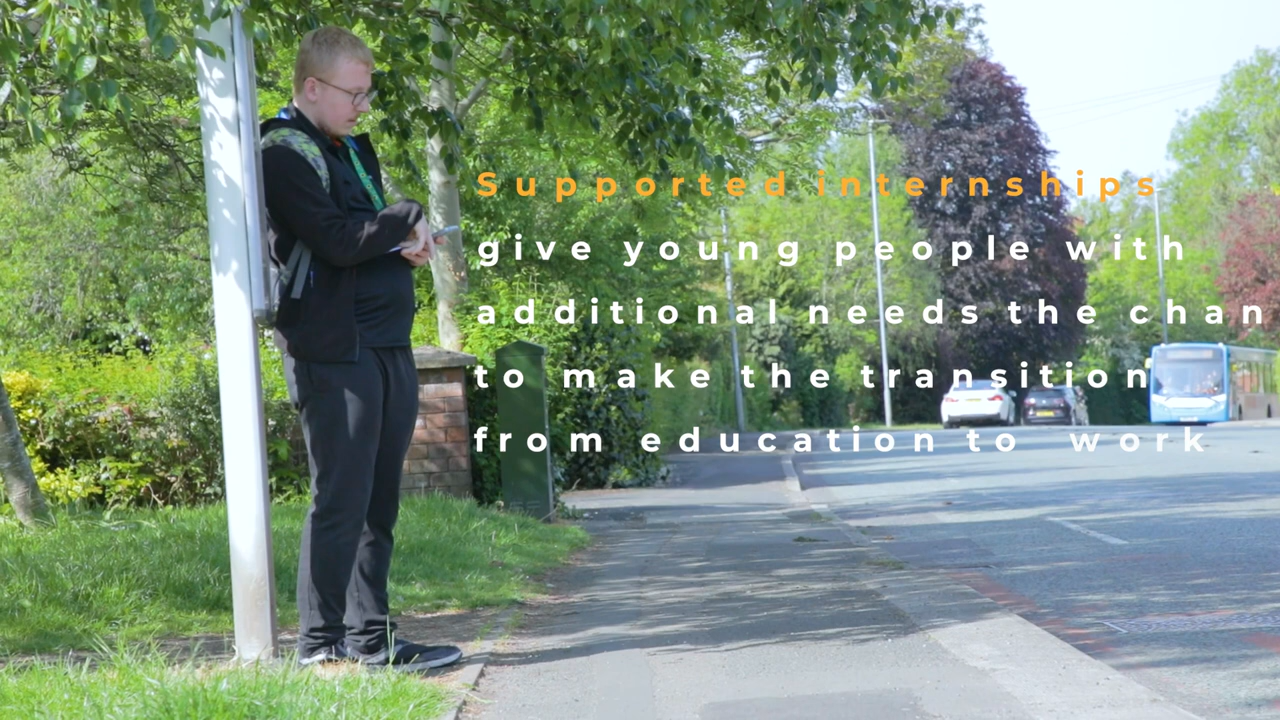 Supported internships
give young people with
additional needs the chan
to make the transition
from education to work